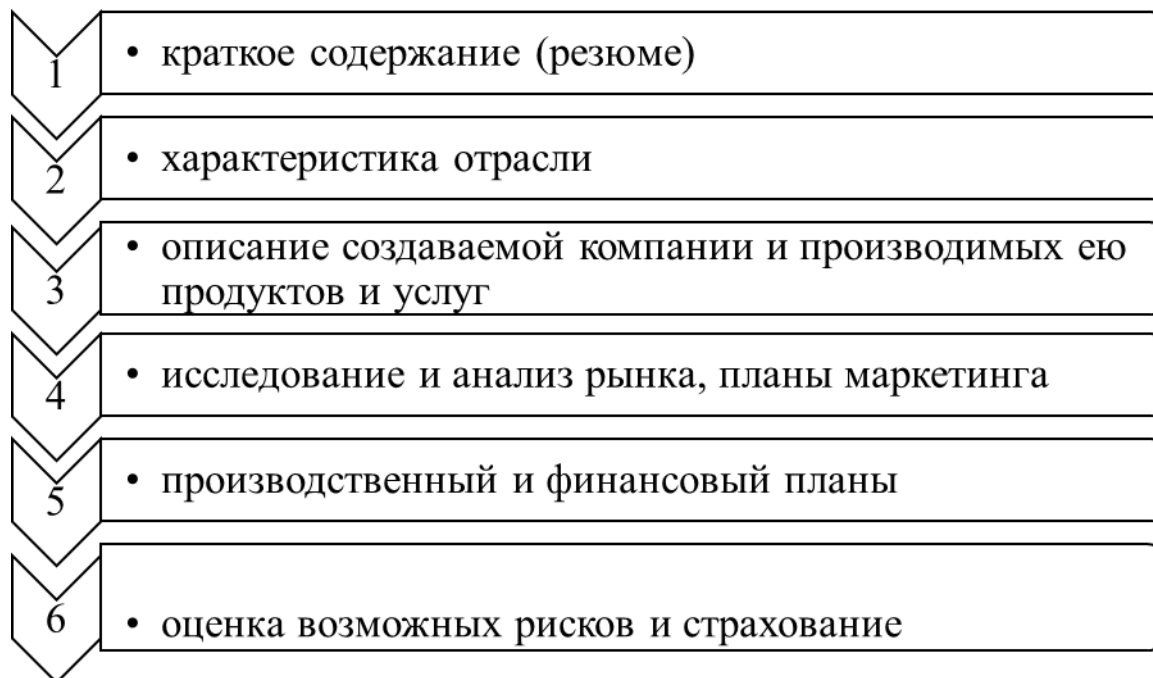 1
• краткое содержание (резюме)
2
• характеристика отрасли
3
• описание создаваемой компании и производимых ею
продуктов и услуг
4
• исследование и анализ рынка, планы маркетинга
5
• производственный и финансовый планы
6
• оценка возможных рисков и страхование